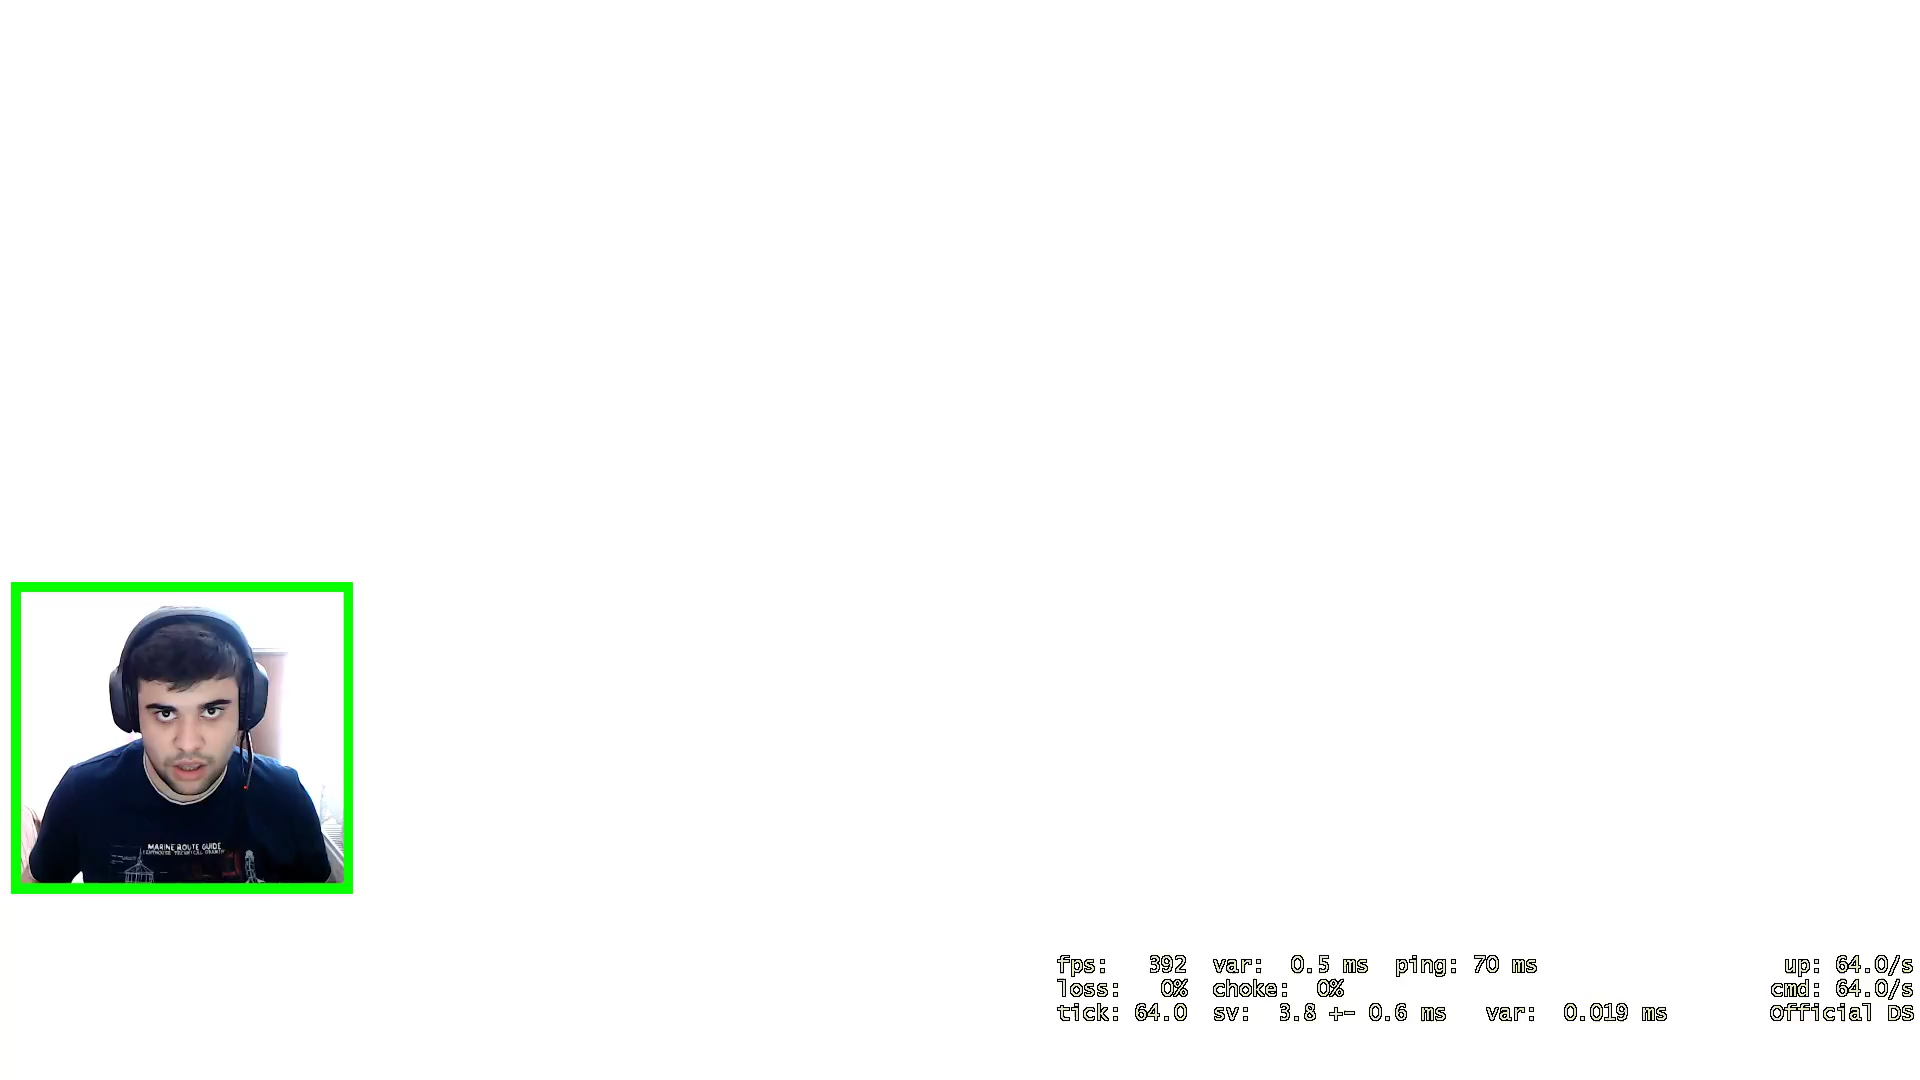 MARINE ROUTE GUIDE
fps: 392 var: 0.5 ms ping: 70 ms up: 64.0/s
loss: 0% choke: 0% cmd: 64.0/s
tick: 64.0 sv: 3.8 +- 0.6 ms var: 0.019 ms Official DS